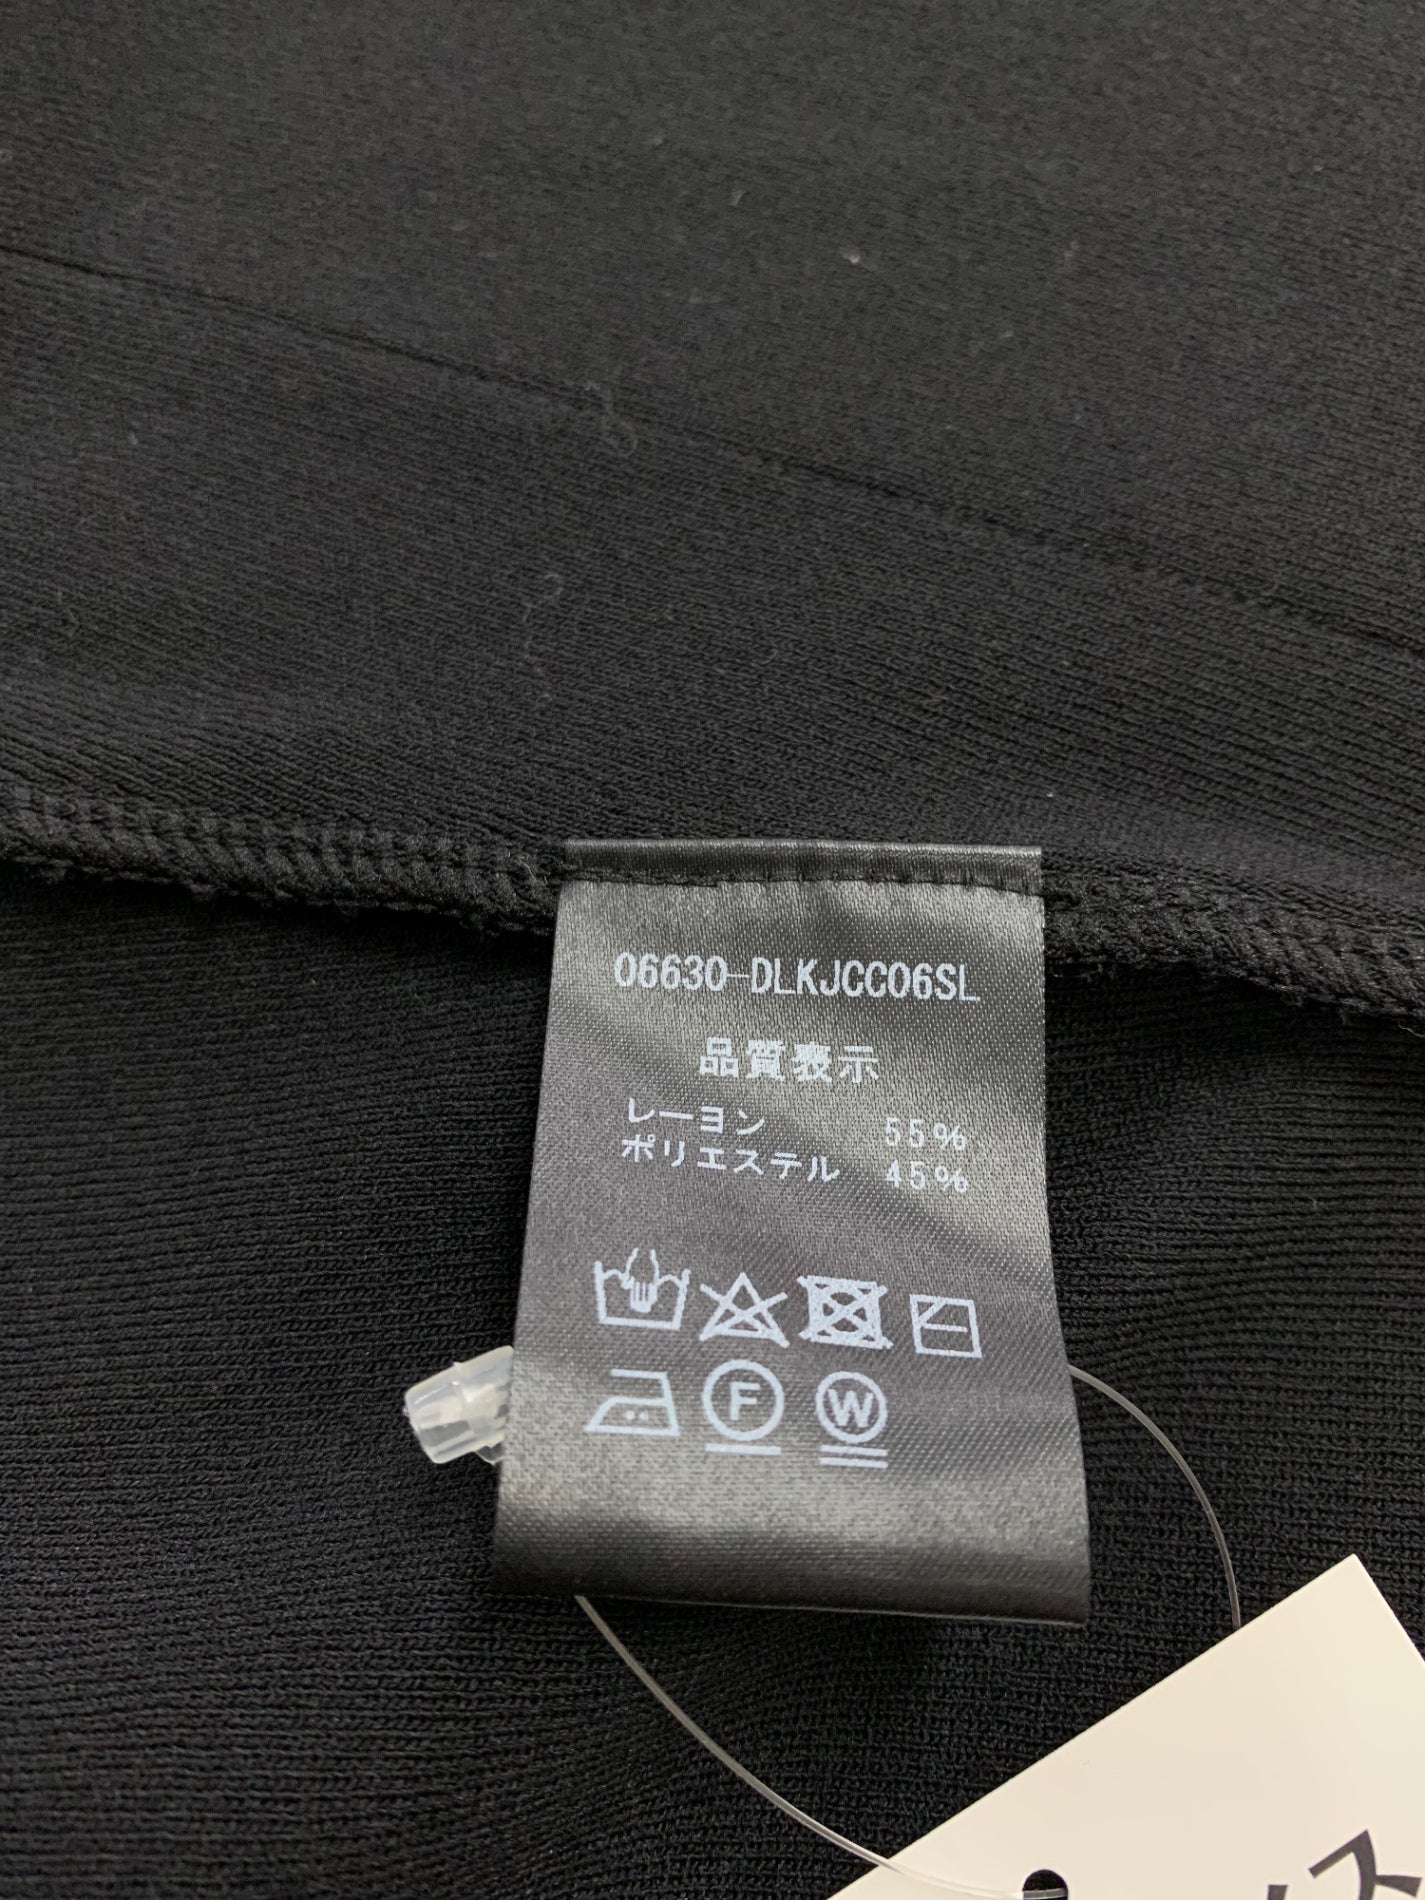 06630-DLKJCC06SL
品質表示
レーヨン 55%
ポリエステル 45%
F
W